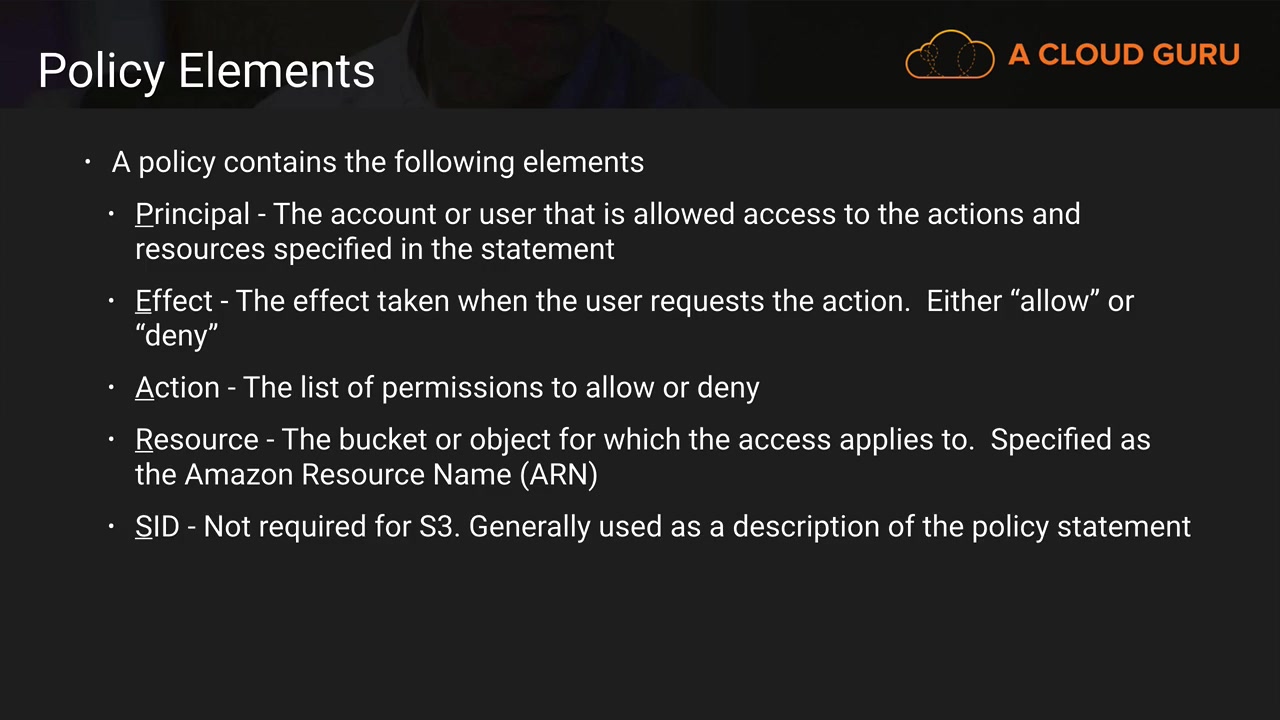 Policy Elements
A CLOUD GURU
• A policy contains the following elements
• Principal - The account or user that is allowed access to the actions and
resources specified in the statement
• Effect - The effect taken when the user requests the action.  Either “allow” or
“deny”
• Action - The list of permissions to allow or deny
• Resource - The bucket or object for which the access applies to.  Specified as
the Amazon Resource Name (ARN)
• SID - Not required for S3. Generally used as a description of the policy statement